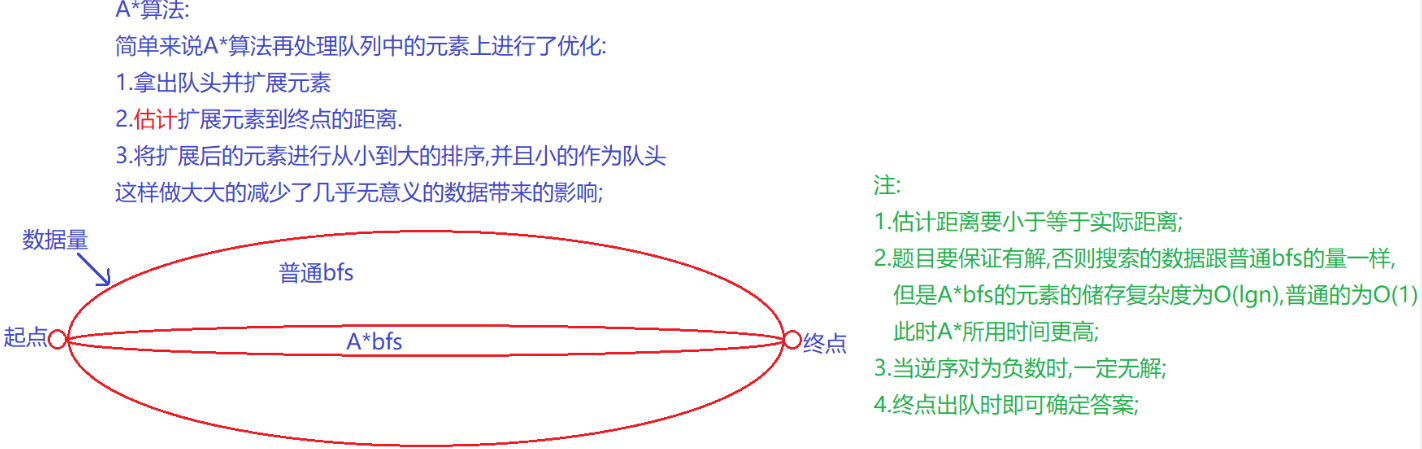 A*算法:
简单来说A*算法再处理队列中的元素上进行了优化:
1.拿出队头并扩展元素
2.估计扩展元素到终点的距离.
3.将扩展后的元素进行从小到大的排序,并且小的作为队头
这样做大大的减少了几乎无意义的数据带来的影响;
数据量
普通bfs
起点
A*bfs
终点
注:
1.估计距离要小于等于实际距离;
2.题目要保证有解,否则搜索的数据跟普通bfs的量一样,
但是A*bfs的元素的储存复杂度为O(lgn),普通的为O(1)
此时A*所用时间更高;
3.当逆序对为负数时,一定无解;
4.终点出队时即可确定答案;